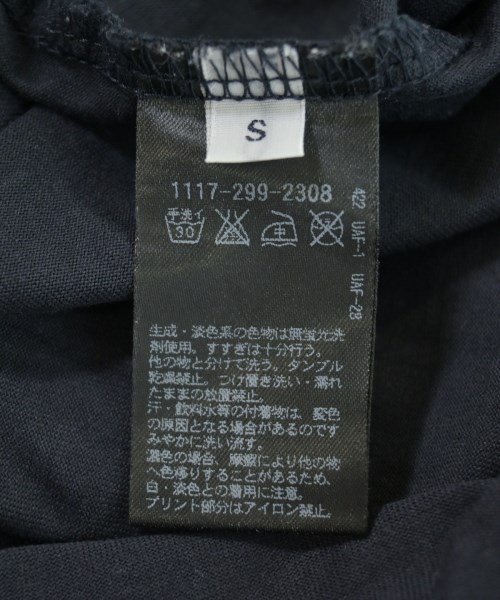 S
1117-299-2308
手洗イ
30
422 UAF-1 UAF-28
生成・淡色系の色物は無蛍光洗
剤使用。すすぎは十分行う。
他の物と分けて洗う。タンブル
乾燥禁止。つけ置き洗い・濡れ
たままの放置禁止。
汗・飲料水等の付着物は、変色
の原因となる場合があるのです
みやかに洗い流す。
濃色の場合、摩擦により他の物
へ色移りすることがあるため、
白・淡色との着用に注意。
プリント部分はアイロン禁止。